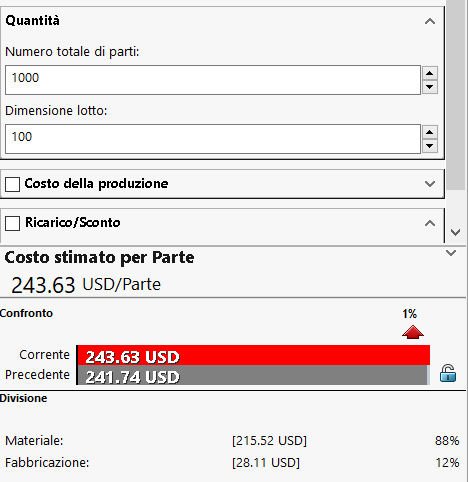 Quantità
Numero totale di parti:
1000
Dimensione lotto:
100
Costo della produzione
Ricarico/Sconto
Costo stimato per Parte
243.63 USD/Parte
Confronto 1%
Corrente 243.63 USD
Precedente 241.74 USD
Divisione
Materiale: [215.52 USD] 88%
Fabbricazione: [28.11 USD] 12%